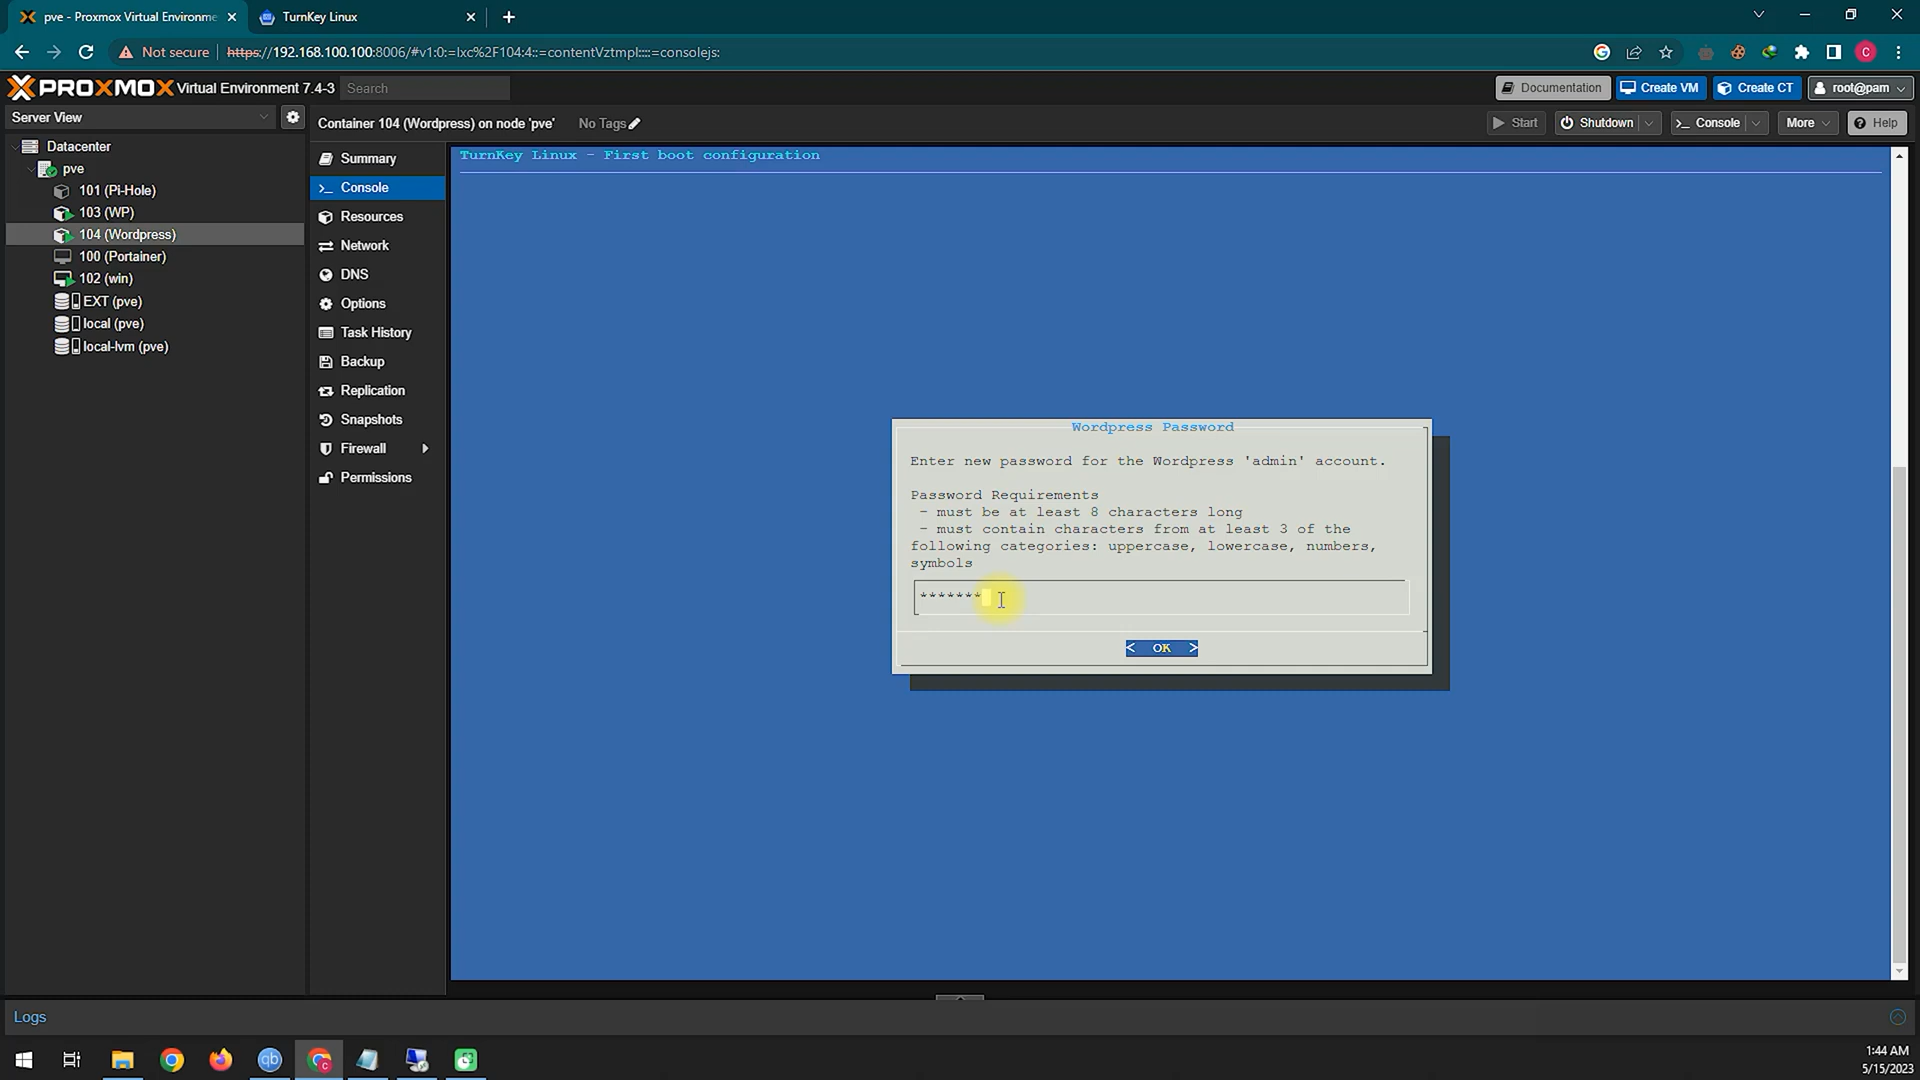 pve - Proxmox Virtual Environme
TurnKey Linux
Not secure
https://192.168.100.100:8006/#v1:0:=lxc%2F104:4::=contentVztmpl::::=consolejs:
C
PROXMOX Virtual Environment 7.4-3
Search
Documentation
Create VM
Create CT
root@pam
Server View
Container 104 (Wordpress) on node 'pve'
No Tags
Start
Shutdown
Console
More
Help
Datacenter
pve
101 (Pi-Hole)
103 (WP)
104 (Wordpress)
100 (Portainer)
102 (win)
EXT (pve)
local (pve)
local-lvm (pve)
Summary
Console
Resources
Network
DNS
Options
Task History
Backup
Replication
Snapshots
Firewall
Permissions
TurnKey Linux - First boot configuration
Wordpress Password
Enter new password for the Wordpress 'admin' account.
Password Requirements
- must be at least 8 characters long
- must contain characters from at least 3 of the
following categories: uppercase, lowercase, numbers,
symbols
*******
< OK >
Logs
qb
C
1:44 AM
5/15/2023